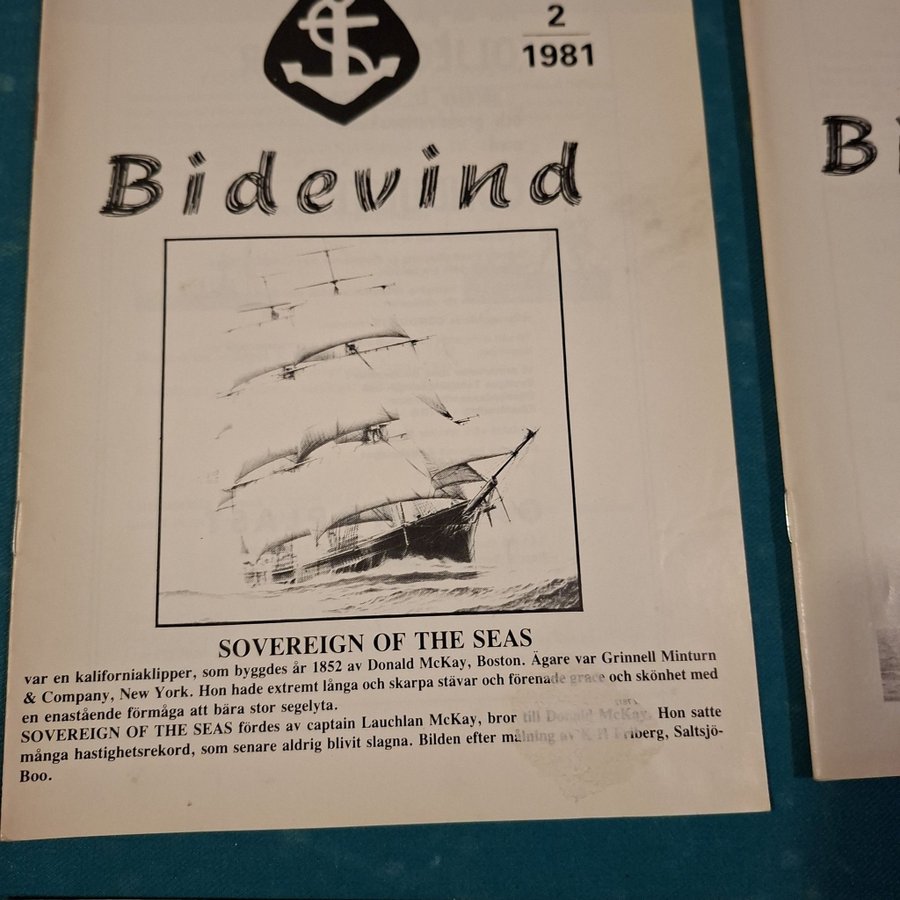 2
1981
Bidevind
B
SOVEREIGN OF THE SEAS
var en kaliforniaklipper, som byggdes år 1852 av Donald McKay, Boston. Ägare var Grinnell Minturn
& Company, New York. Hon hade extremt långa och skarpa stävar och förenade grace och skönhet med
en enastående förmåga att bära stor segelyta.
SOVEREIGN OF THE SEAS fördes av captain Lauchlan McKay, bror till Donald McKay. Hon satte
många hastighetsrekord, som senare aldrig blivit slagna. Bilden efter målning av K H Saltsjö-
Boo.